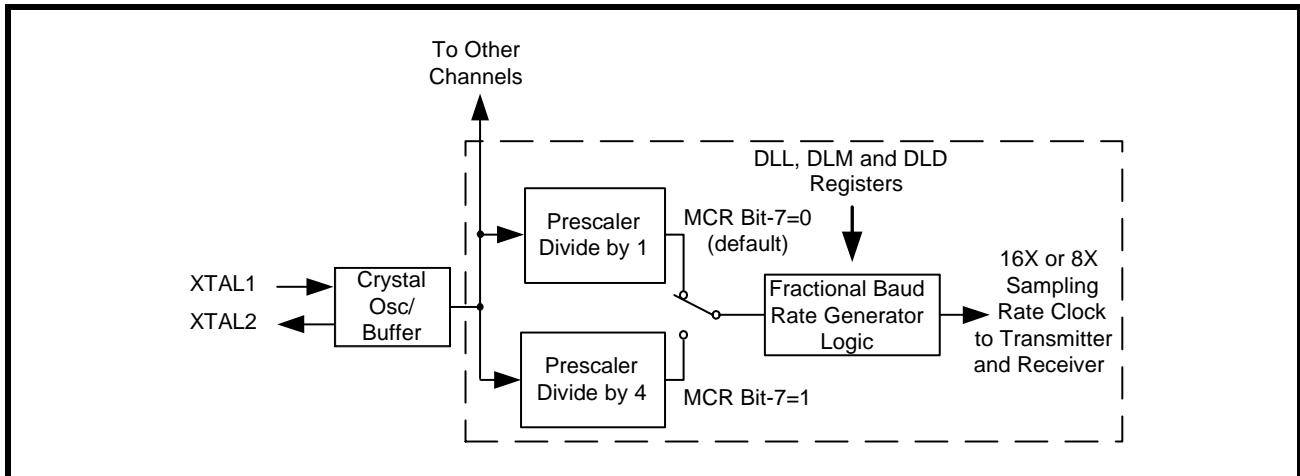 To Other
Channels
DLL, DLM and DLD
Registers
Prescaler
Divide by 1
MCR Bit-7=0
(default)
XTAL1
XTAL2
Crystal
Osc/
Buffer
Fractional Baud
Rate Generator
Logic
16X or 8X
Sampling
Rate Clock
to Transmitter
and Receiver
Prescaler
Divide by 4
MCR Bit-7=1